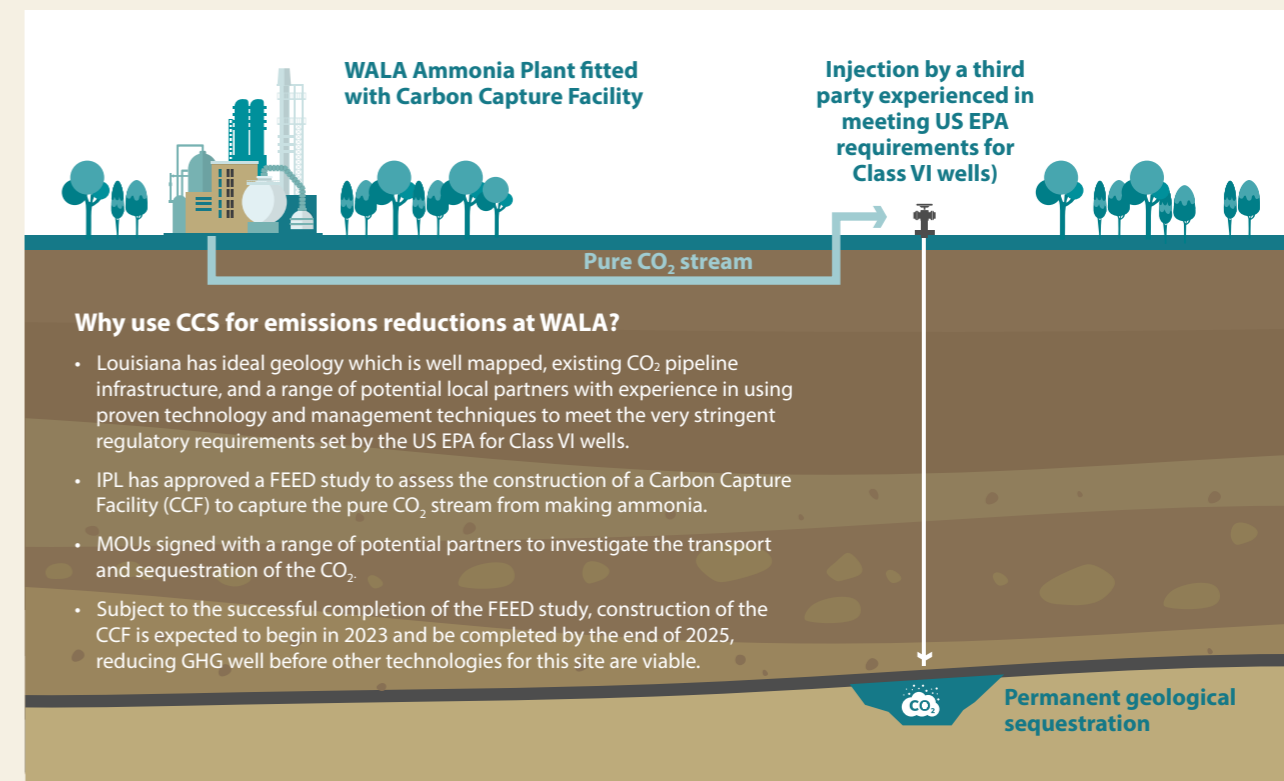 WALA Ammonia Plant fitted
with Carbon Capture Facility
Injection by a third
party experienced in
meeting US EPA
requirements for
Class VI wells)
Pure CO₂ stream
Why use CCS for emissions reductions at WALA?
• Louisiana has ideal geology which is well mapped, existing CO₂ pipeline
infrastructure, and a range of potential local partners with experience in using
proven technology and management techniques to meet the very stringent
regulatory requirements set by the US EPA for Class VI wells.
• IPL has approved a FEED study to assess the construction of a Carbon Capture
Facility (CCF) to capture the pure CO₂ stream from making ammonia.
• MOUs signed with a range of potential partners to investigate the transport
and sequestration of the CO₂.
• Subject to the successful completion of the FEED study, construction of the
CCF is expected to begin in 2023 and be completed by the end of 2025,
reducing GHG well before other technologies for this site are viable.
CO₂
Permanent geological
sequestration